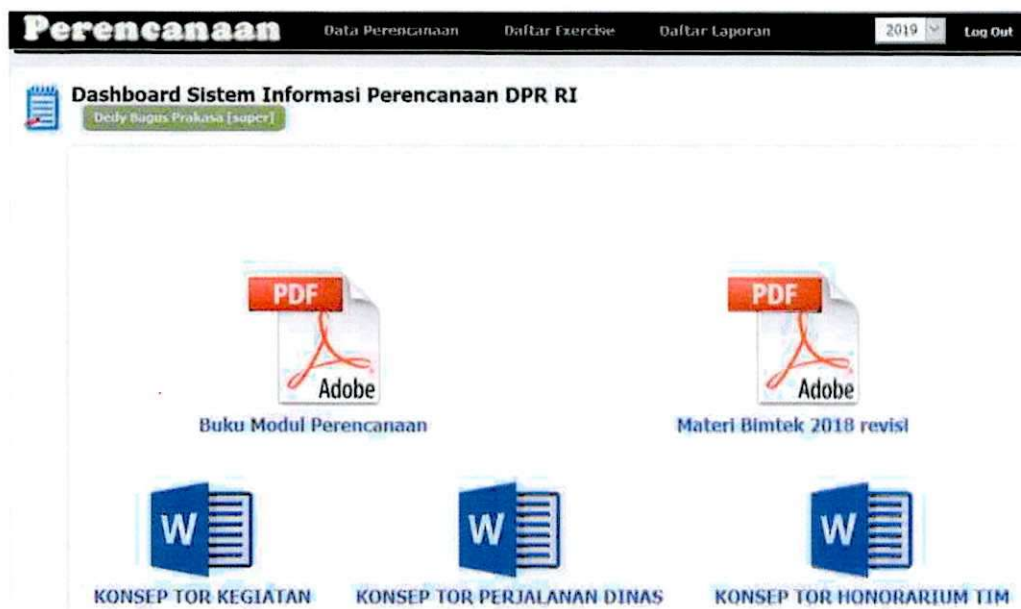 Perencanaan Data Perencanaan Daftar Exercise Daftar Laporan 2019 Log Out
Dashboard Sistem Informasi Perencanaan DPR RI
Dedy Bagus Prakasa [super]
PDF PDF
Adobe Adobe
Buku Modul Perencanaan Materi Bimtek 2018 revisi
W W W
KONSEP TOR KEGIATAN KONSEP TOR PERJALANAN DINAS KONSEP TOR HONORARIUM TIM